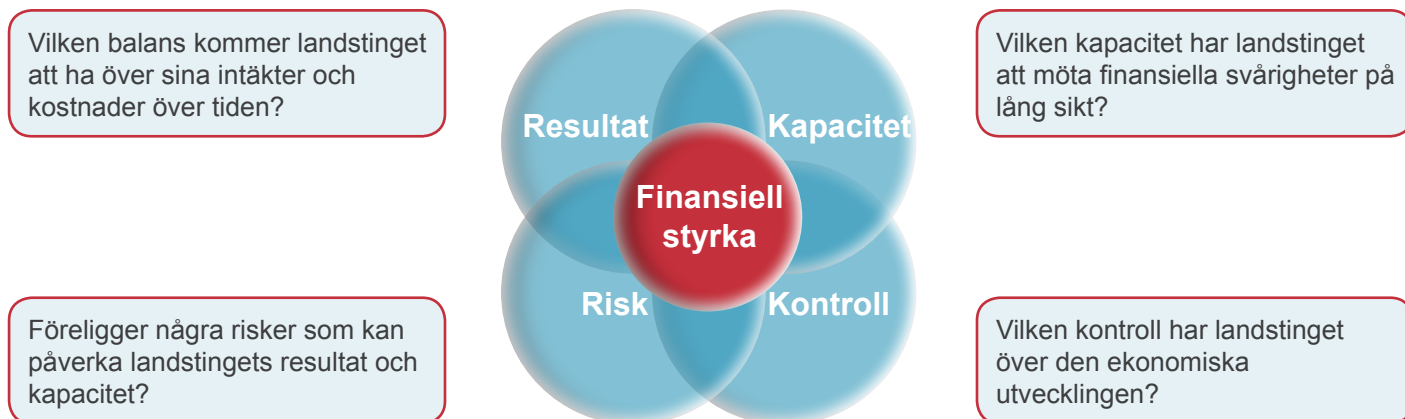 Vilken balans kommer landstinget
att ha över sina intäkter och
kostnader över tiden?
Vilken kapacitet har landstinget
att möta finansiella svårigheter på
lång sikt?
Resultat
Kapacitet
Finansiell
styrka
Risk
Kontroll
Föreligger några risker som kan
påverka landstingets resultat och
kapacitet?
Vilken kontroll har landstinget
över den ekonomiska
utvecklingen?